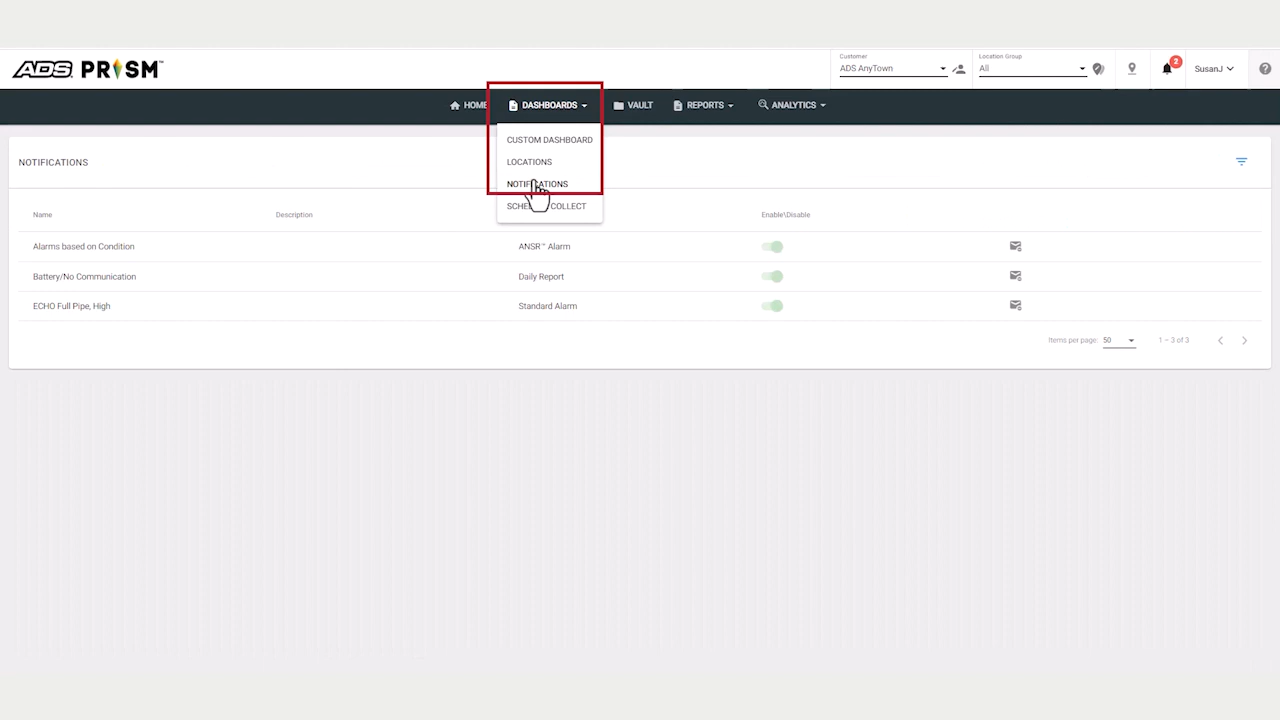 ADS PRISM™
Customer
ADS AnyTown
Location Group
All
2
SusanJ
HOME
DASHBOARDS
VAULT
REPORTS
ANALYTICS
CUSTOM DASHBOARD
LOCATIONS
NOTIFICATIONS
COLLECT
NOTIFICATIONS
Name
Description
Enable\Disable
Alarms based on Condition
ANSR™ Alarm
Battery/No Communication
Daily Report
ECHO Full Pipe, High
Standard Alarm
Items per page: 50
1 – 3 of 3